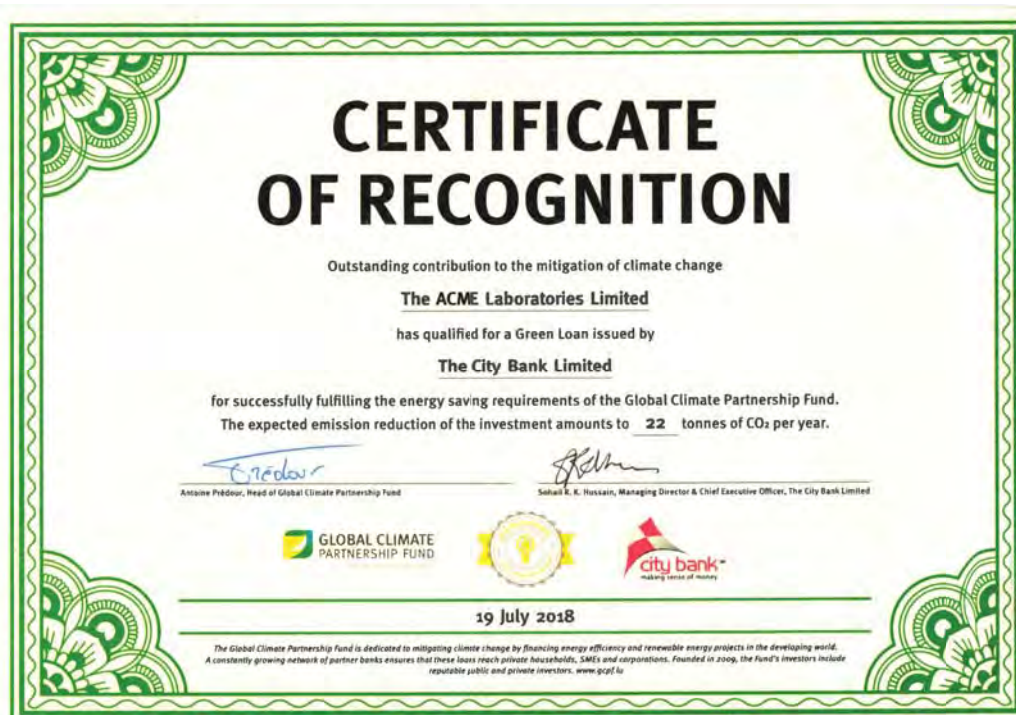 CERTIFICATE
OF RECOGNITION
Outstanding contribution to the mitigation of climate change
The ACME Laboratories Limited
has qualified for a Green Loan issued by
The City Bank Limited
for successfully fulfilling the energy saving requirements of the Global Climate Partnership Fund.
The expected emission reduction of the investment amounts to 22 tonnes of CO₂ per year.
Prédour
Antoine Prédour, Head of Global Climate Partnership Fund
Sohail R. K. Hussain, Managing Director & Chief Executive Officer, The City Bank Limited
GLOBAL CLIMATE
PARTNERSHIP FUND
city bank
making sense of money
19 July 2018
The Global Climate Partnership Fund is dedicated to mitigating climate change by financing energy efficiency and renewable energy projects in the developing world.
A constantly growing network of partner banks ensures that these loans reach private households, SMEs and corporations. Founded in 2009, the Fund's investors include
reputable public and private investors. www.gcpf.lu